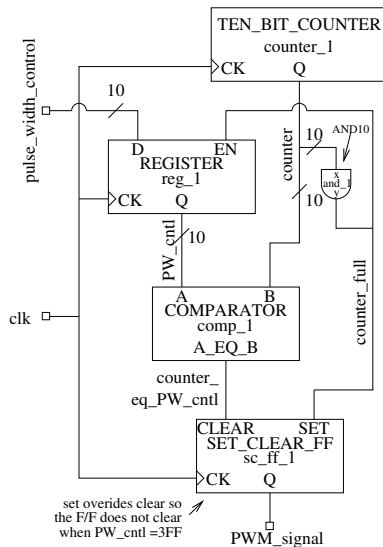 TEN_BIT_COUNTER
counter_1
CK
Q
pulse_width_control
10
D
EN
REGISTER
reg_1
CK
Q
counter
10
10
AND10
x
and_1
y
PW_cntl
10
counter_full
A
B
COMPARATOR
comp_1
A_EQ_B
clk
counter_
eq_PW_cntl
CLEAR
SET
SET_CLEAR_FF
sc_ff_1
CK
Q
set overides clear so
the F/F does not clear
when PW_cntl =3FF
PWM_signal